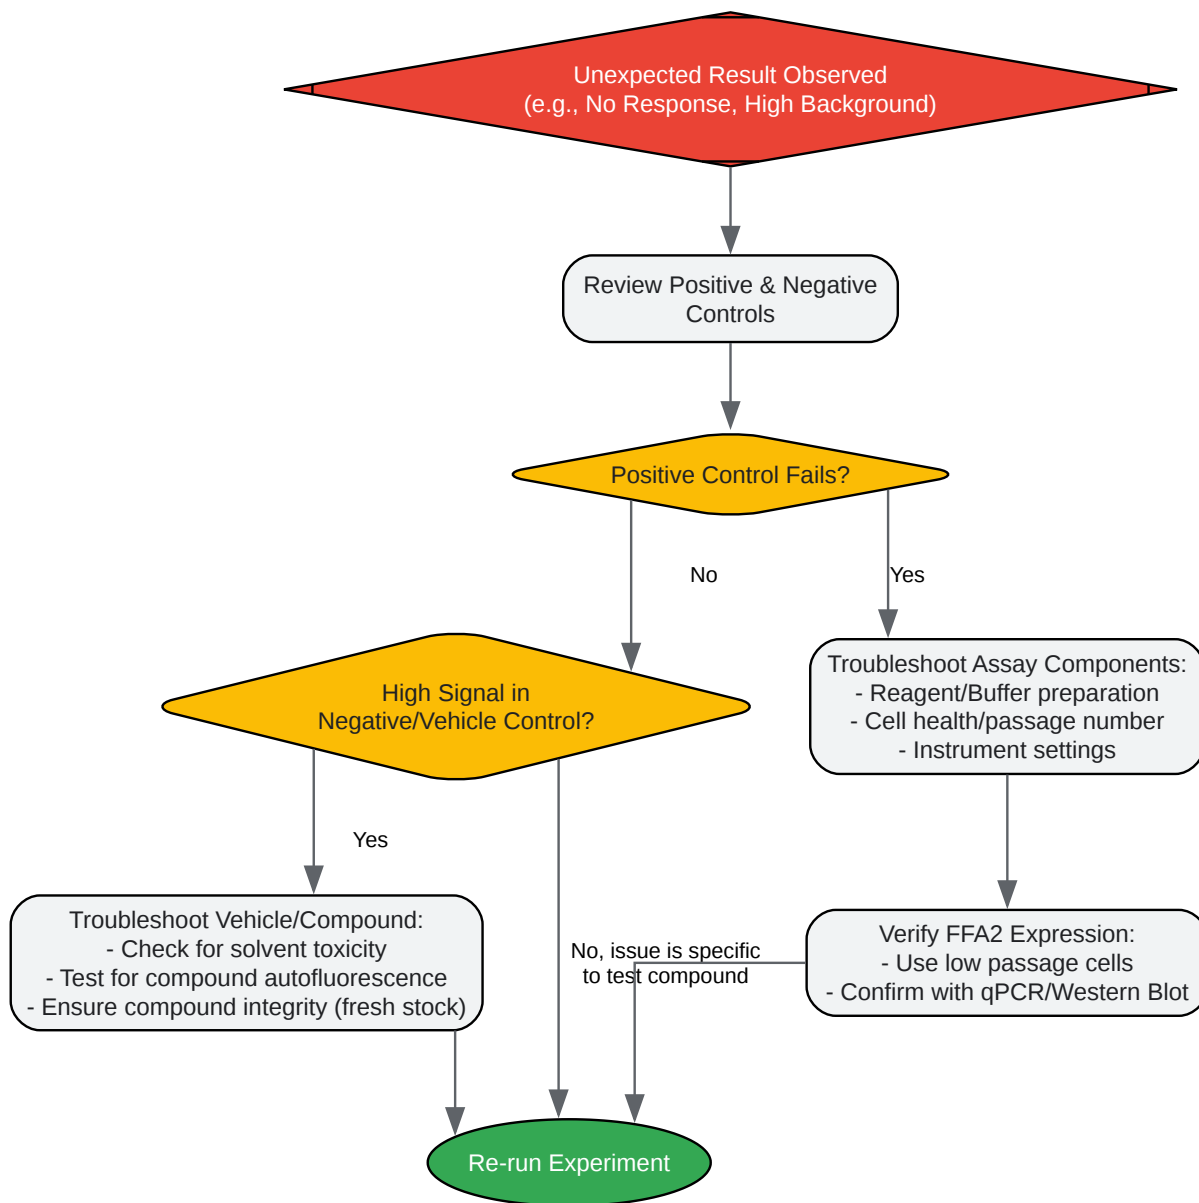 Unexpected Result Observed
(e.g., No Response, High Background)
Review Positive & Negative
Controls
Positive Control Fails?
No
Yes
High Signal in
Negative/Vehicle Control?
Troubleshoot Assay Components:
- Reagent/Buffer preparation
- Cell health/passage number
- Instrument settings
Yes
Troubleshoot Vehicle/Compound:
- Check for solvent toxicity
- Test for compound autofluorescence
- Ensure compound integrity (fresh stock)
No, issue is specific
to test compound
Verify FFA2 Expression:
- Use low passage cells
- Confirm with qPCR/Western Blot
Re-run Experiment